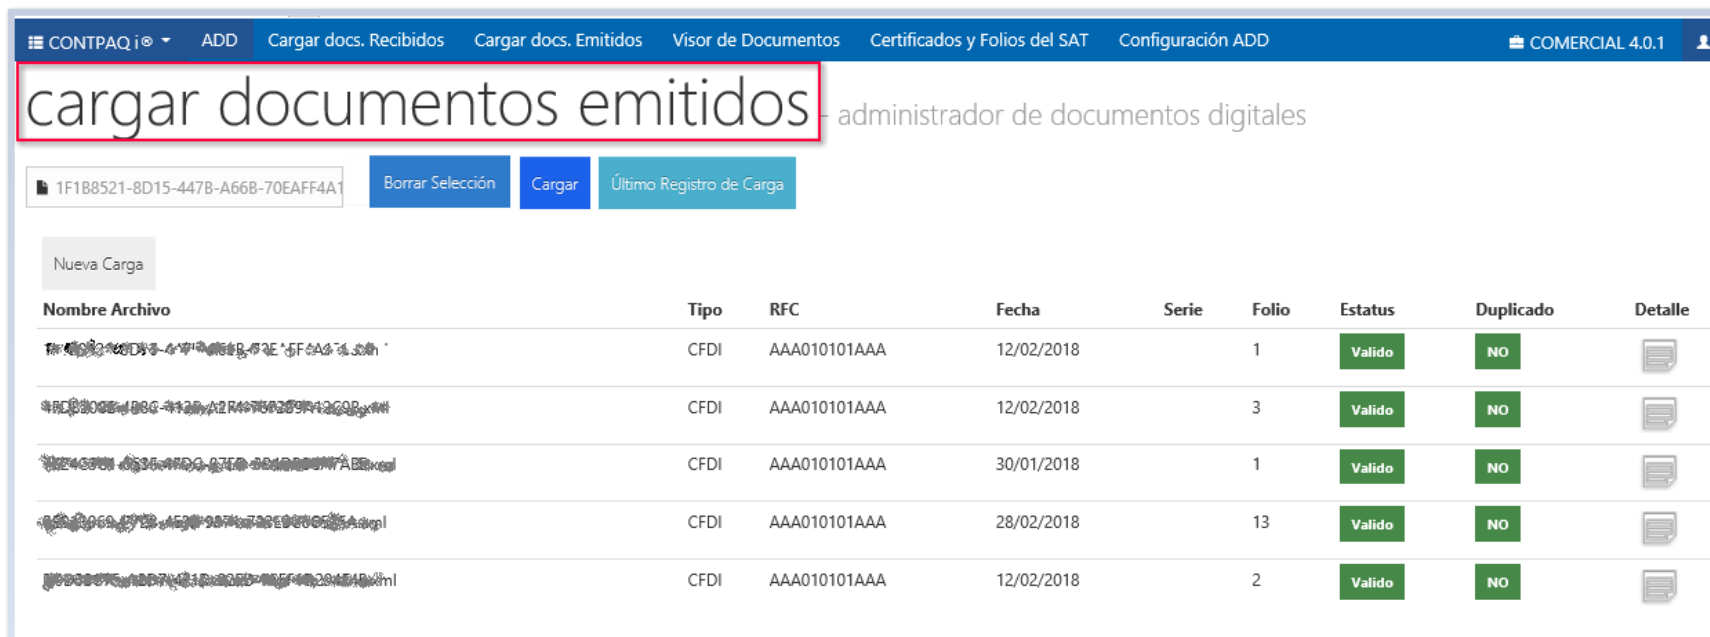 CONTPAQ i® ADD Cargar docs. Recibidos Cargar docs. Emitidos Visor de Documentos Certificados y Folios del SAT Configuración ADD COMERCIAL 4.0.1
cargar documentos emitidos - administrador de documentos digitales
1F1B8521-8D15-447B-A66B-70EAFF4A1 Borrar Selección Cargar Último Registro de Carga
Nueva Carga
Nombre Archivo Tipo RFC Fecha Serie Folio Estatus Duplicado Detalle
CFDI AAA010101AAA 12/02/2018 1 Valido NO
CFDI AAA010101AAA 12/02/2018 3 Valido NO
CFDI AAA010101AAA 30/01/2018 1 Valido NO
CFDI AAA010101AAA 28/02/2018 13 Valido NO
CFDI AAA010101AAA 12/02/2018 2 Valido NO